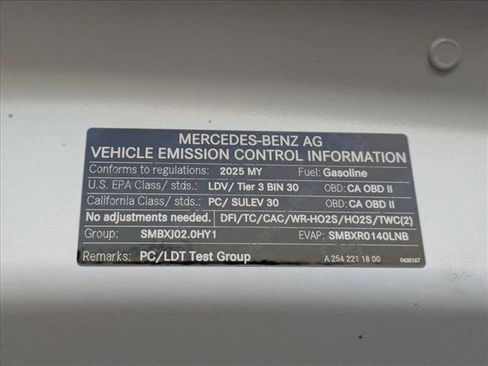 MERCEDES-BENZ AG
VEHICLE EMISSION CONTROL INFORMATION
Conforms to regulations: 2025 MY Fuel: Gasoline
U.S. EPA Class/ stds.: LDV/ Tier 3 BIN 30 OBD: CA OBD II
California Class/ stds.: PC/ SULEV 30 OBD: CA OBD II
No adjustments needed. DFI/TC/CAC/WR-HO2S/HO2S/TWC(2)
Group: SMBXJ02.0HY1 EVAP: SMBXR0140LNB
Remarks: PC/LDT Test Group A 254 221 18 00 0430147